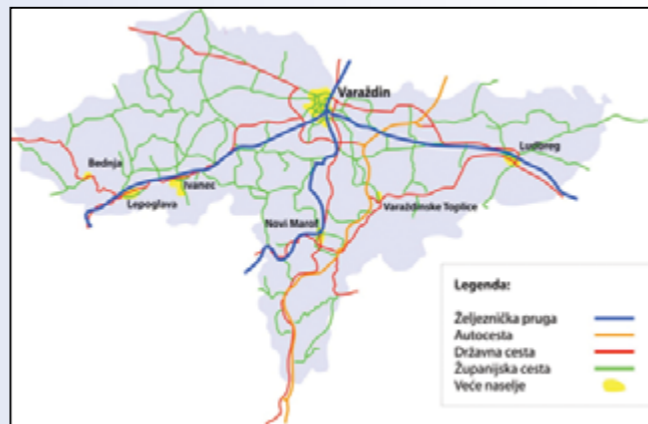 Varaždin
Ludbreg
Bednja
Ivanec
Lepoglava
Varaždinske Toplice
Novi Marof
Legenda:
Željeznička pruga
Autocesta
Državna cesta
Županijska cesta
Veće naselje